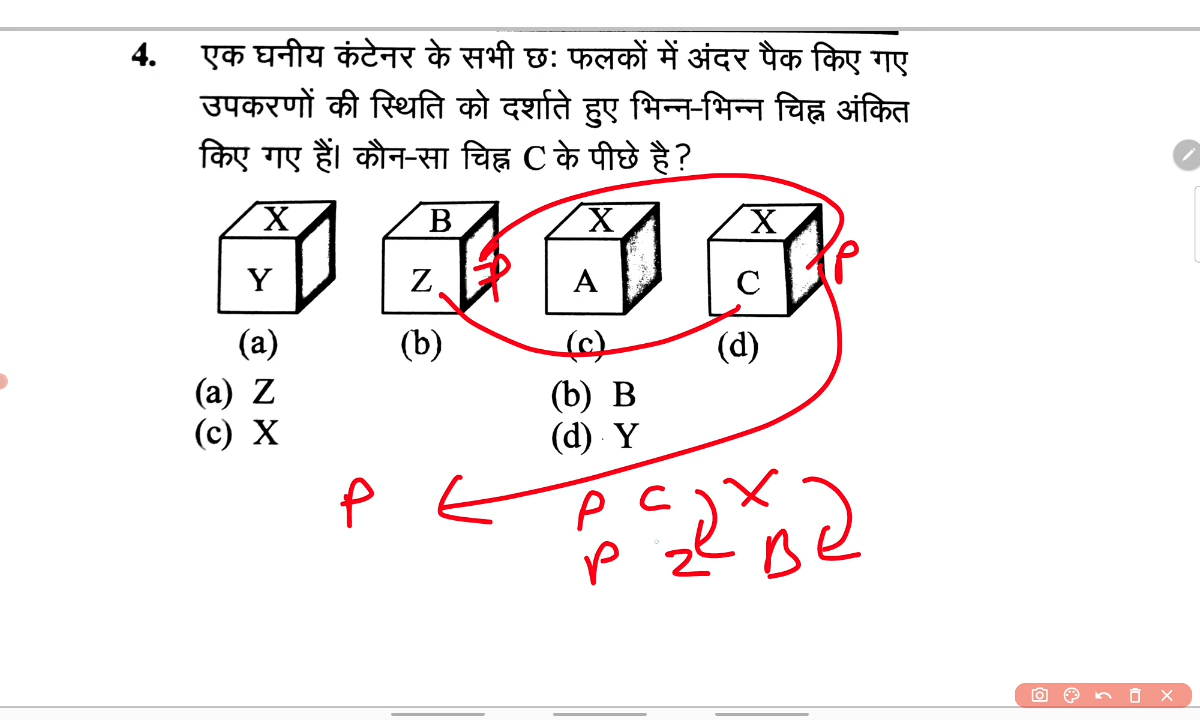 4. एक घनीय कंटेनर के सभी छः फलकों में अंदर पैक किए गए
उपकरणों की स्थिति को दर्शाते हुए भिन्न-भिन्न चिह्न अंकित
किए गए हैं। कौन-सा चिह्न C के पीछे है?
X B X X
Y Z P A C P
(a) (b) (c) (d)
(a) Z (b) B
(c) X (d) Y
P P C X
P Z B